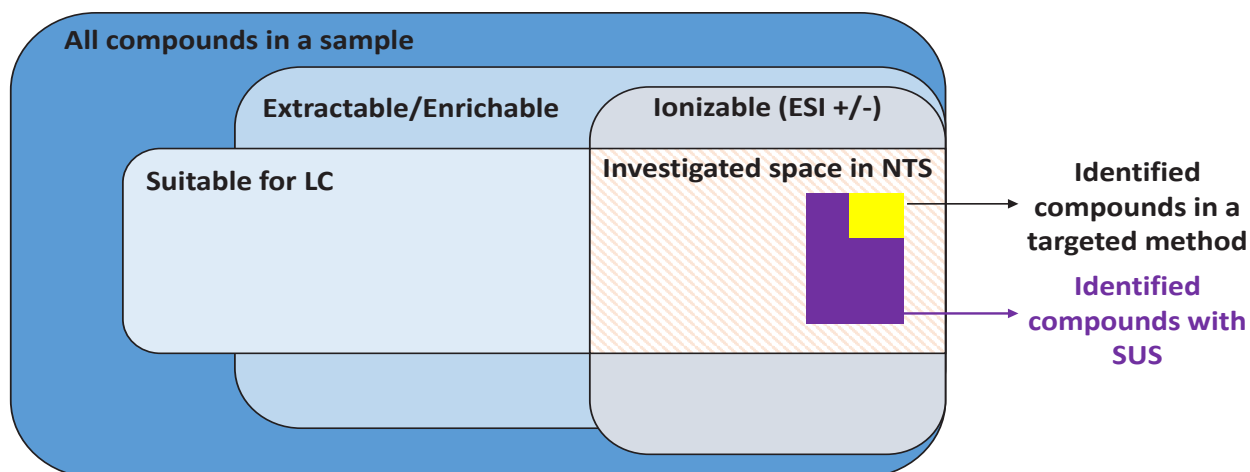 All compounds in a sample
Extractable/Enrichable
Ionizable (ESI +/-)
Suitable for LC
Investigated space in NTS
Identified
compounds in a
targeted method
Identified
compounds with
SUS